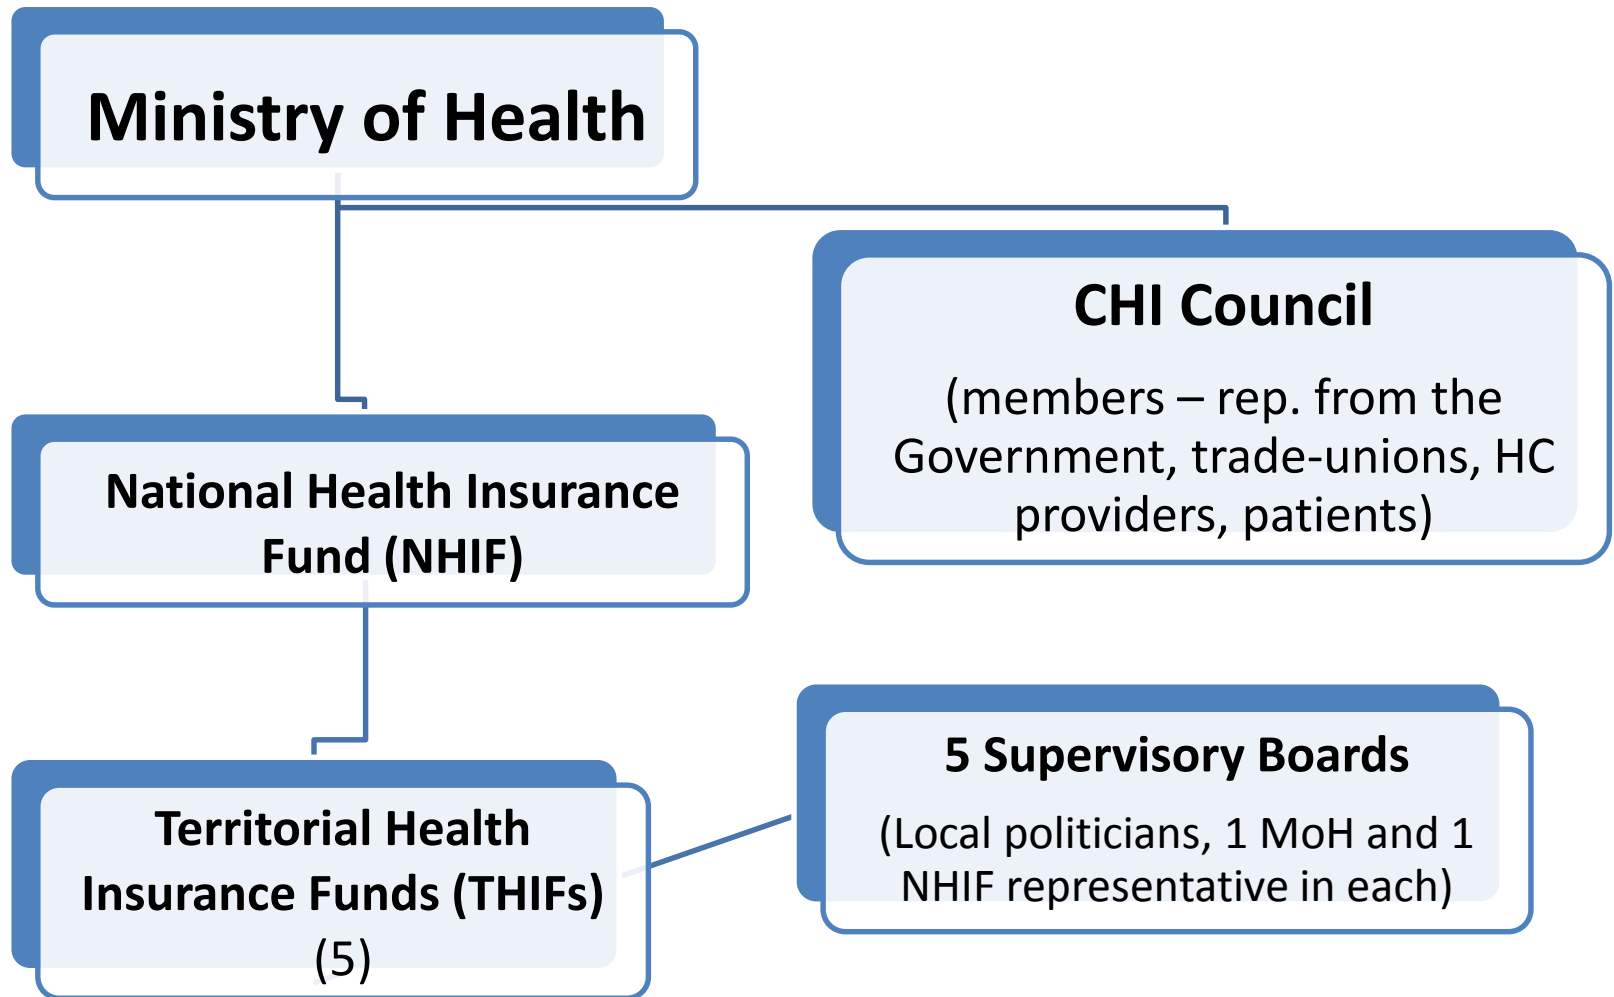 Ministry of Health
CHI Council
(members – rep. from the
Government, trade-unions, HC
providers, patients)
National Health Insurance
Fund (NHIF)
5 Supervisory Boards
(Local politicians, 1 MoH and 1
NHIF representative in each)
Territorial Health
Insurance Funds (THIFs)
(5)